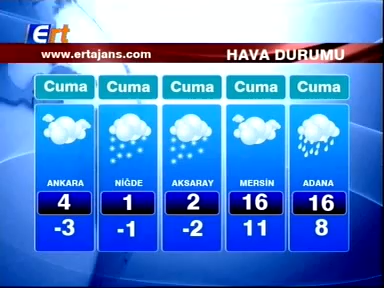 Ert
www.ertajans.com
HAVA DURUMU
Cuma Cuma Cuma Cuma Cuma
ANKARA NİĞDE AKSARAY MERSİN ADANA
4 1 2 16 16
-3 -1 -2 11 8